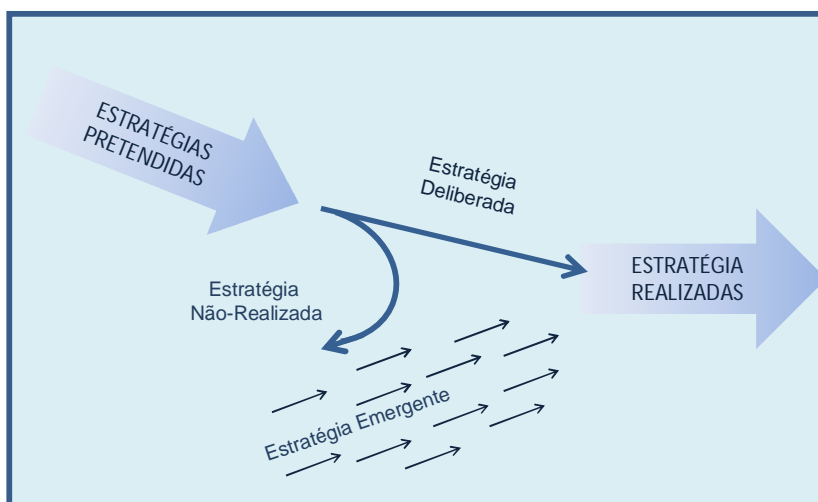 ESTRATÉGIAS
PRETENDIDAS
Estratégia
Deliberada
Estratégia
Não-Realizada
ESTRATÉGIA
REALIZADAS
Estratégia Emergente